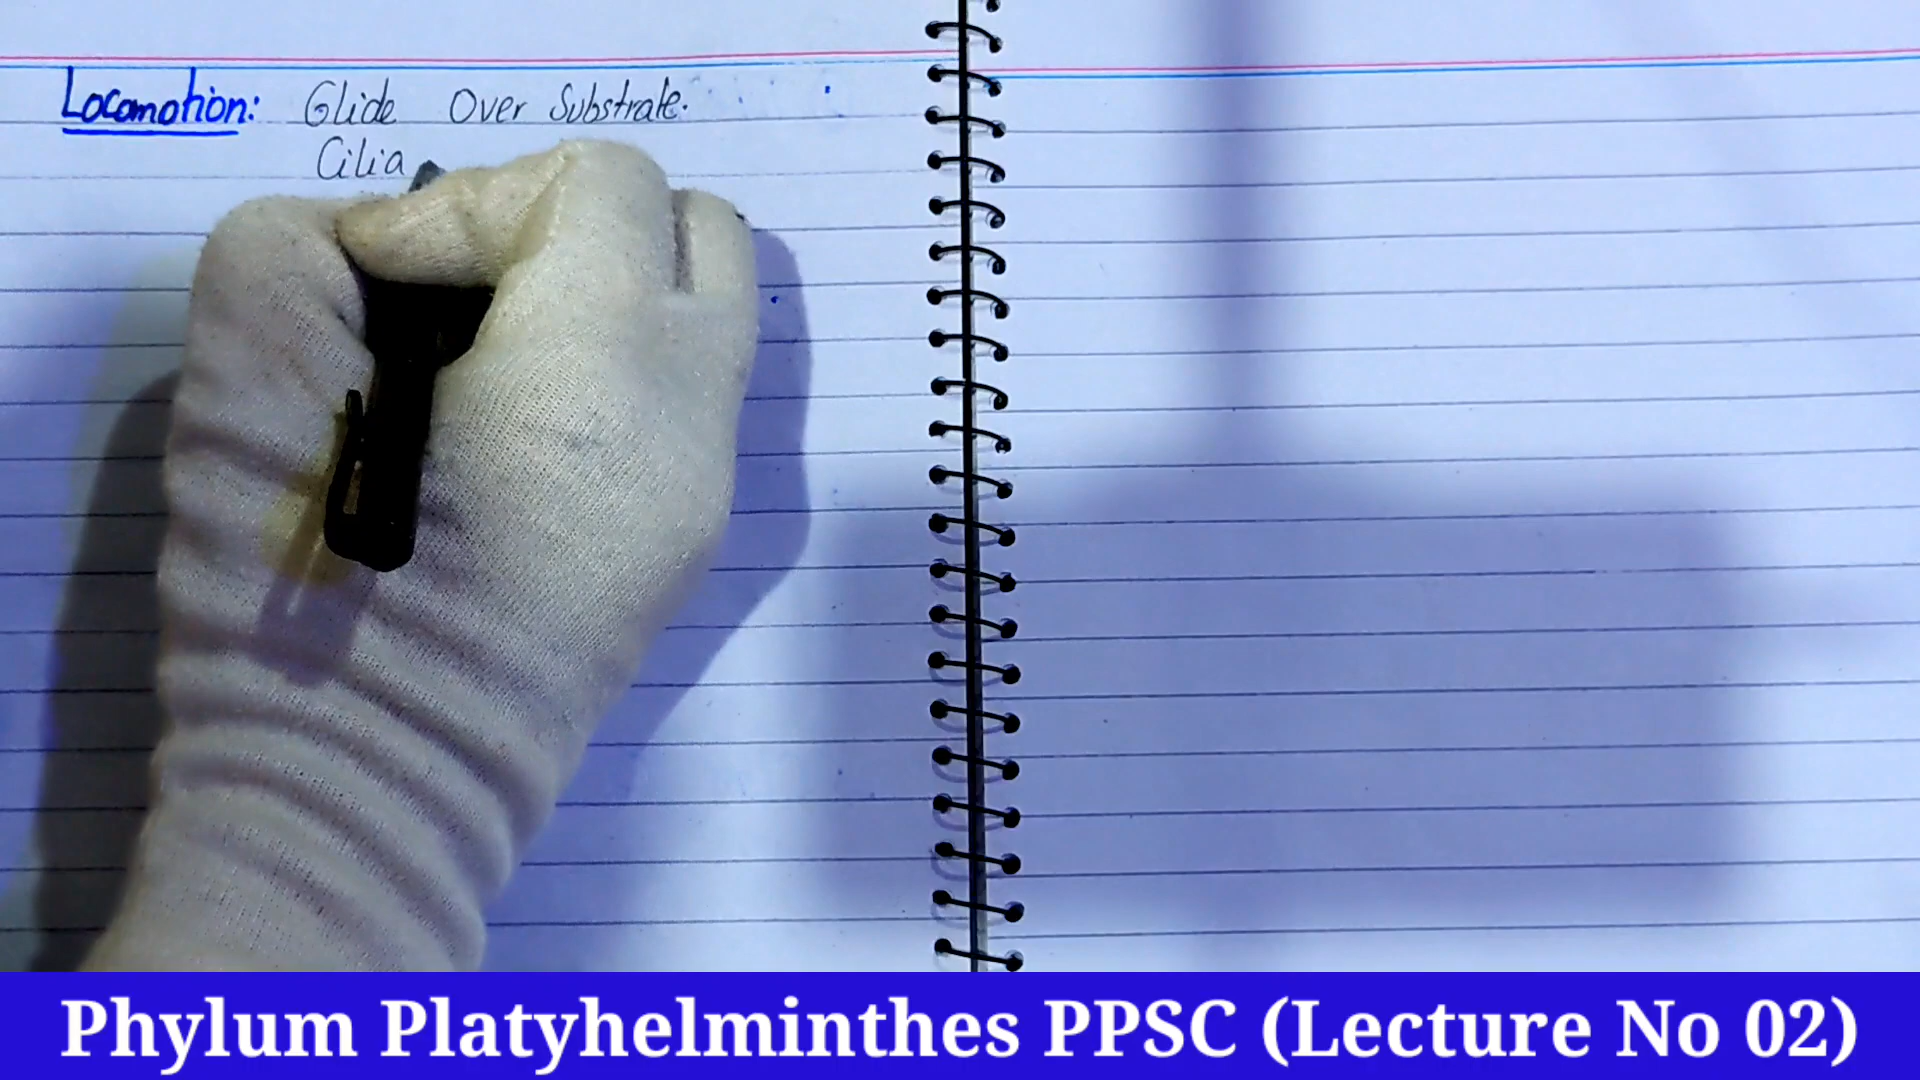 Locomotion: Glide Over Substrate.
Cilia
Phylum Platyhelminthes PPSC (Lecture No 02)